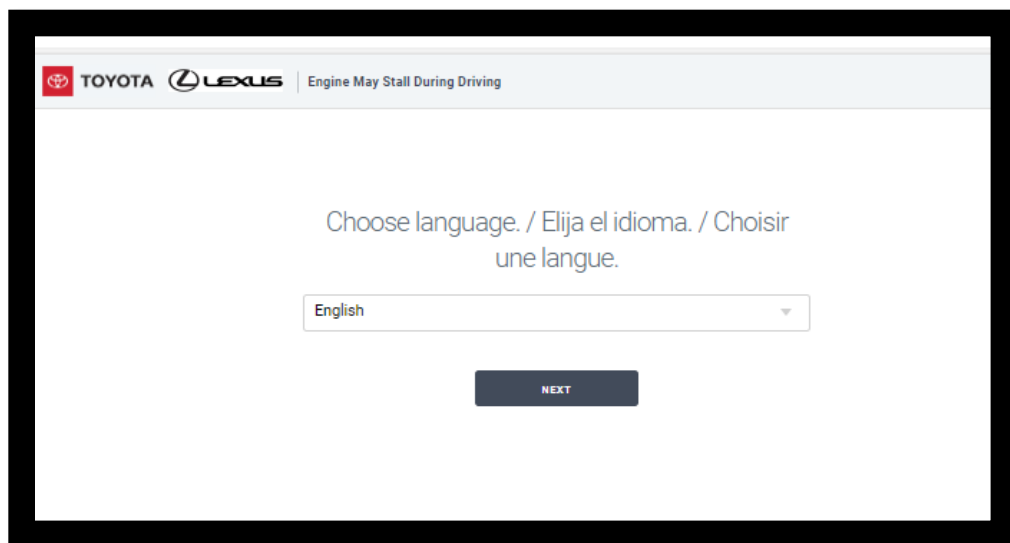 TOYOTA LEXUS Engine May Stall During Driving
Choose language. / Elija el idioma. / Choisir
une langue.
English
NEXT